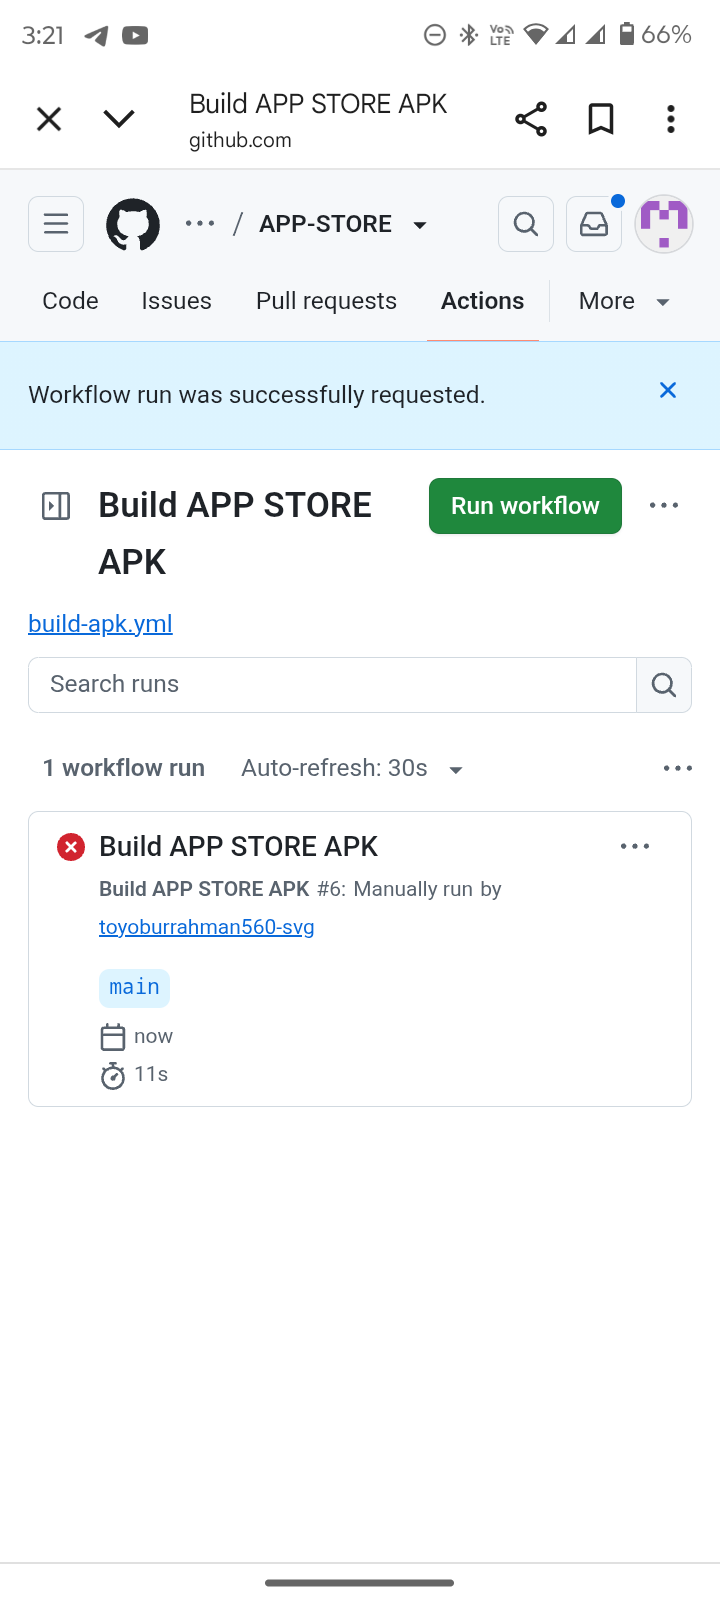 3:21
Vo LTE
66%
Build APP STORE APK
github.com
... / APP-STORE
Code Issues Pull requests Actions More
Workflow run was successfully requested.
Build APP STORE APK
Run workflow
build-apk.yml
Search runs
1 workflow run Auto-refresh: 30s
Build APP STORE APK
Build APP STORE APK #6: Manually run by
toyoburrahman560-svg
main
now
11s